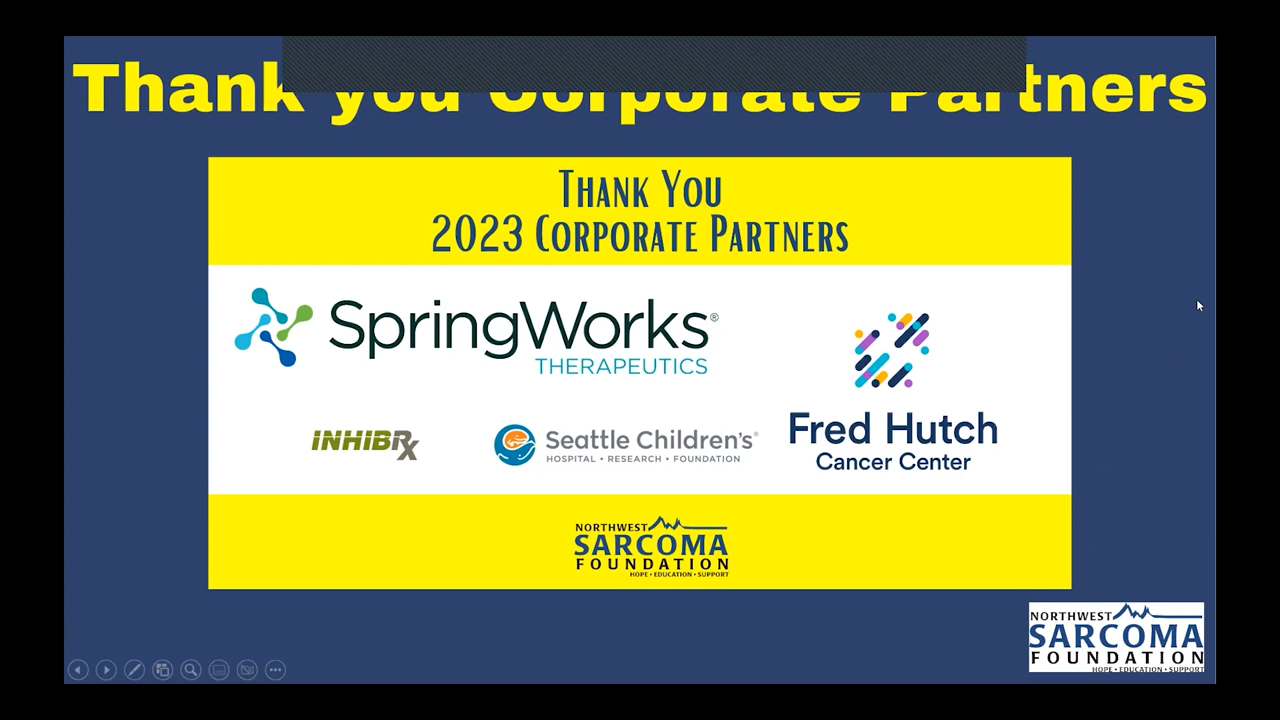 Thank you Corporate Partners
THANK YOU
2023 CORPORATE PARTNERS
SpringWorks®
THERAPEUTICS
INHIBRx
Seattle Children's®
HOSPITAL • RESEARCH • FOUNDATION
Fred Hutch
Cancer Center
NORTHWEST
SARCOMA
FOUNDATION
HOPE • EDUCATION • SUPPORT
NORTHWEST
SARCOMA
FOUNDATION
HOPE • EDUCATION • SUPPORT